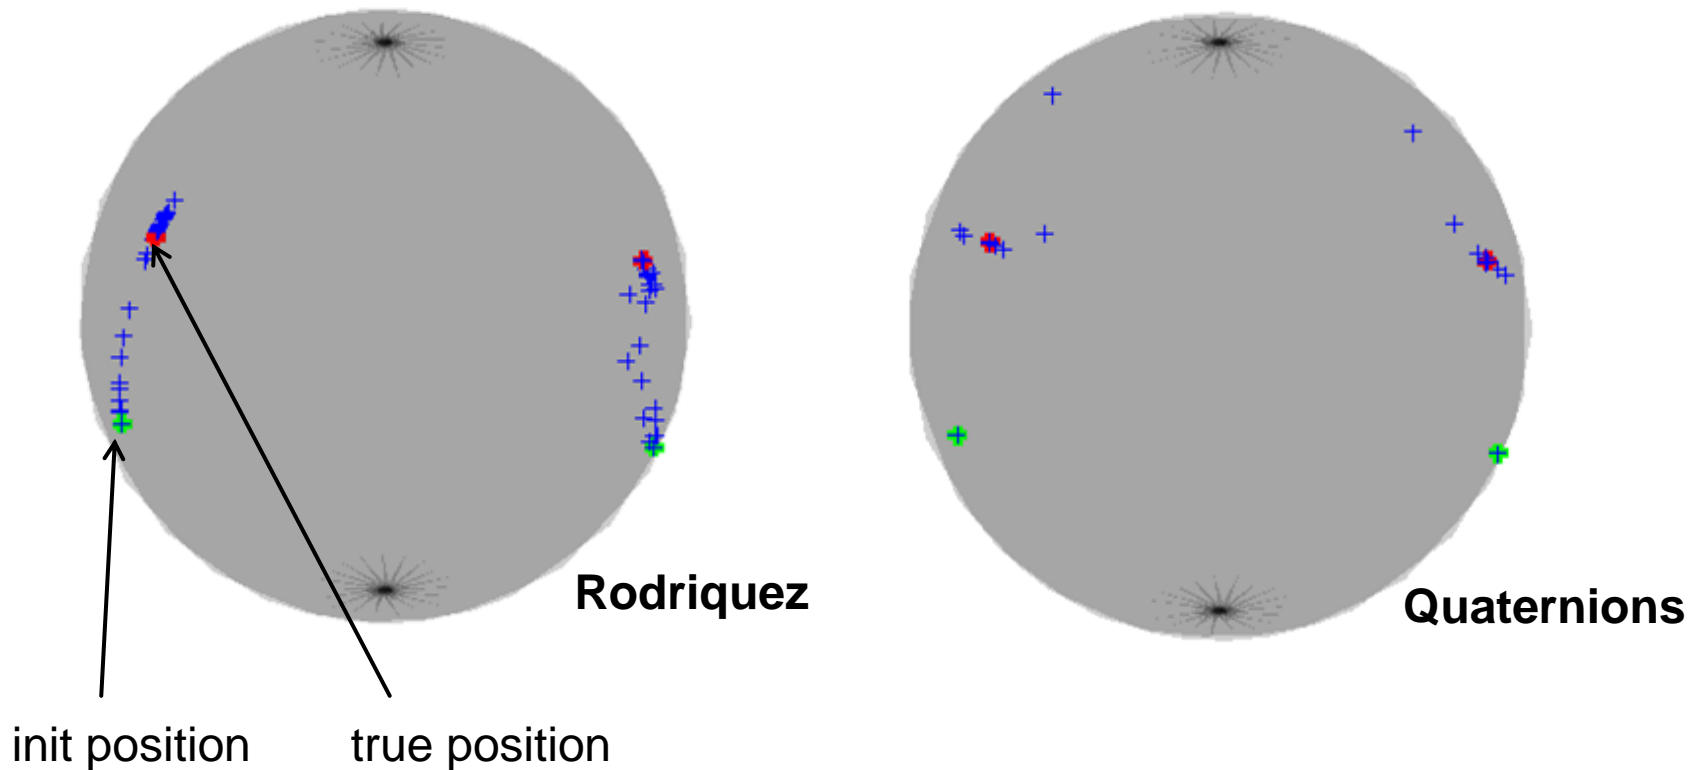 Rodriquez
Quaternions
init position
true position